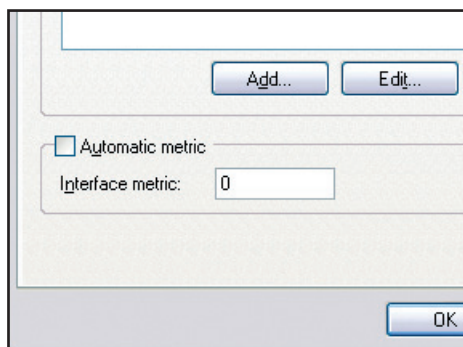 Add... Edit...
Automatic metric
Interface metric: 0
OK